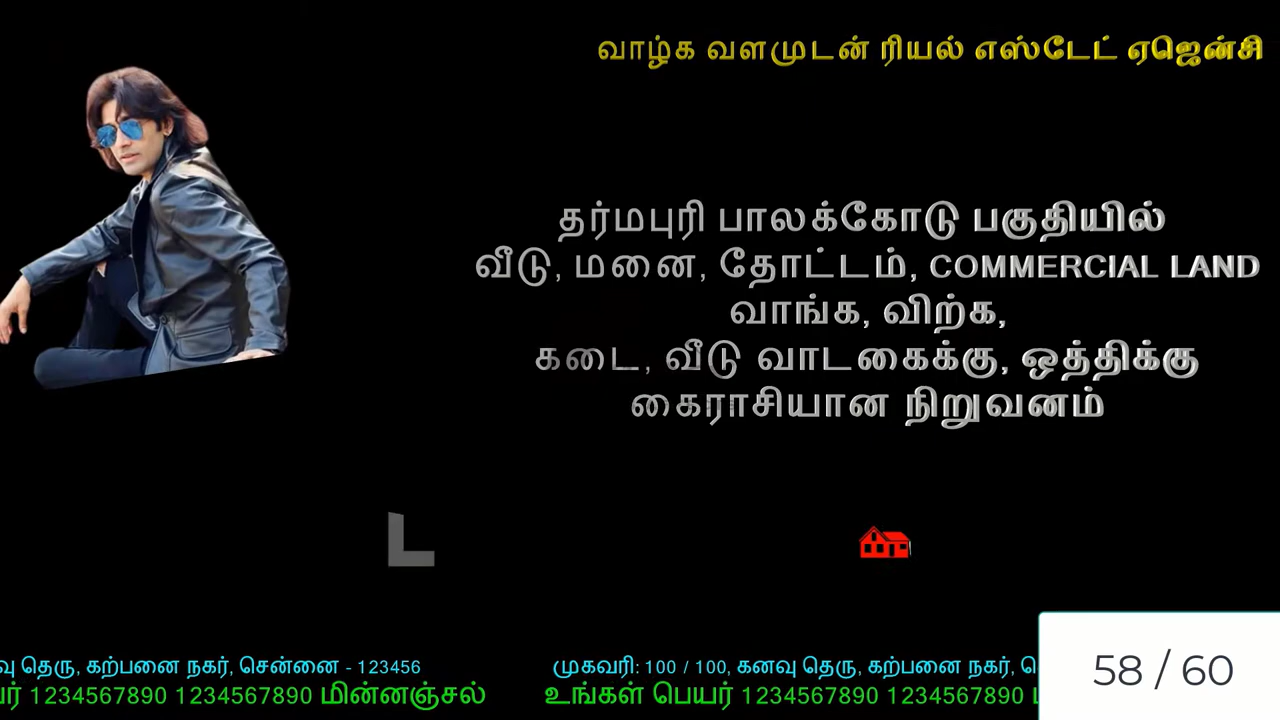 வாழ்க வளமுடன் ரியல் எஸ்டேட் ஏஜென்சி
தர்மபுரி பாலக்கோடு பகுதியில்
வீடு, மனை, தோட்டம், COMMERCIAL LAND
வாங்க, விற்க,
கடை, வீடு வாடகைக்கு, ஒத்திக்கு
கைராசியான நிறுவனம்
L
தெரு, கற்பனை நகர், சென்னை - 123456 முகவரி: 100 / 100, கனவு தெரு, கற்பனை நகர்,
1234567890 1234567890 மின்னஞ்சல் உங்கள் பெயர் 1234567890 1234567890
58 / 60